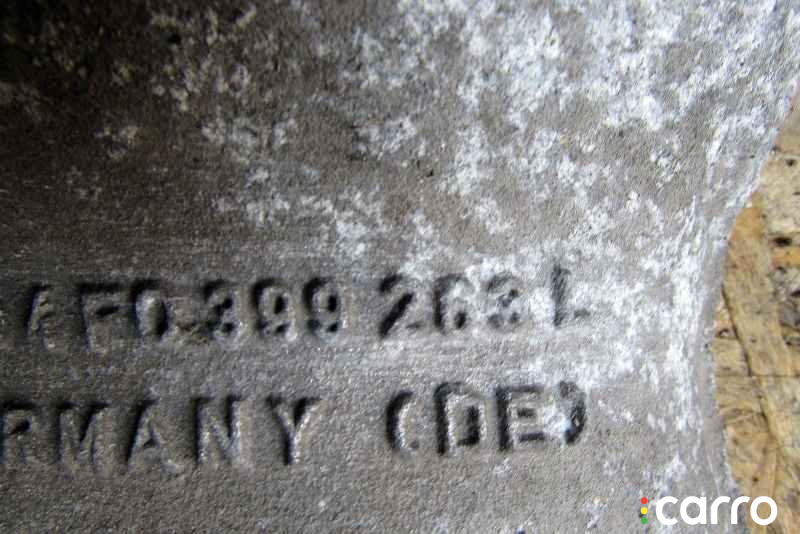 4F0 399 263 L
RMANY (DE)
carro